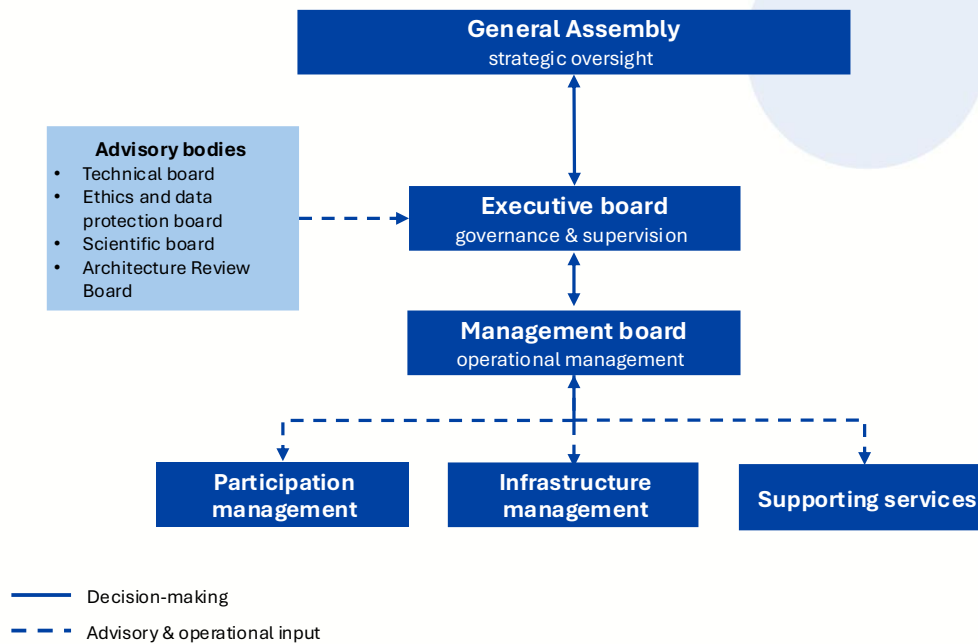 General Assembly
strategic oversight
Advisory bodies
• Technical board
• Ethics and data
protection board
• Scientific board
• Architecture Review
Board
Executive board
governance & supervision
Management board
operational management
Participation
management
Infrastructure
management
Supporting services
Decision-making
Advisory & operational input